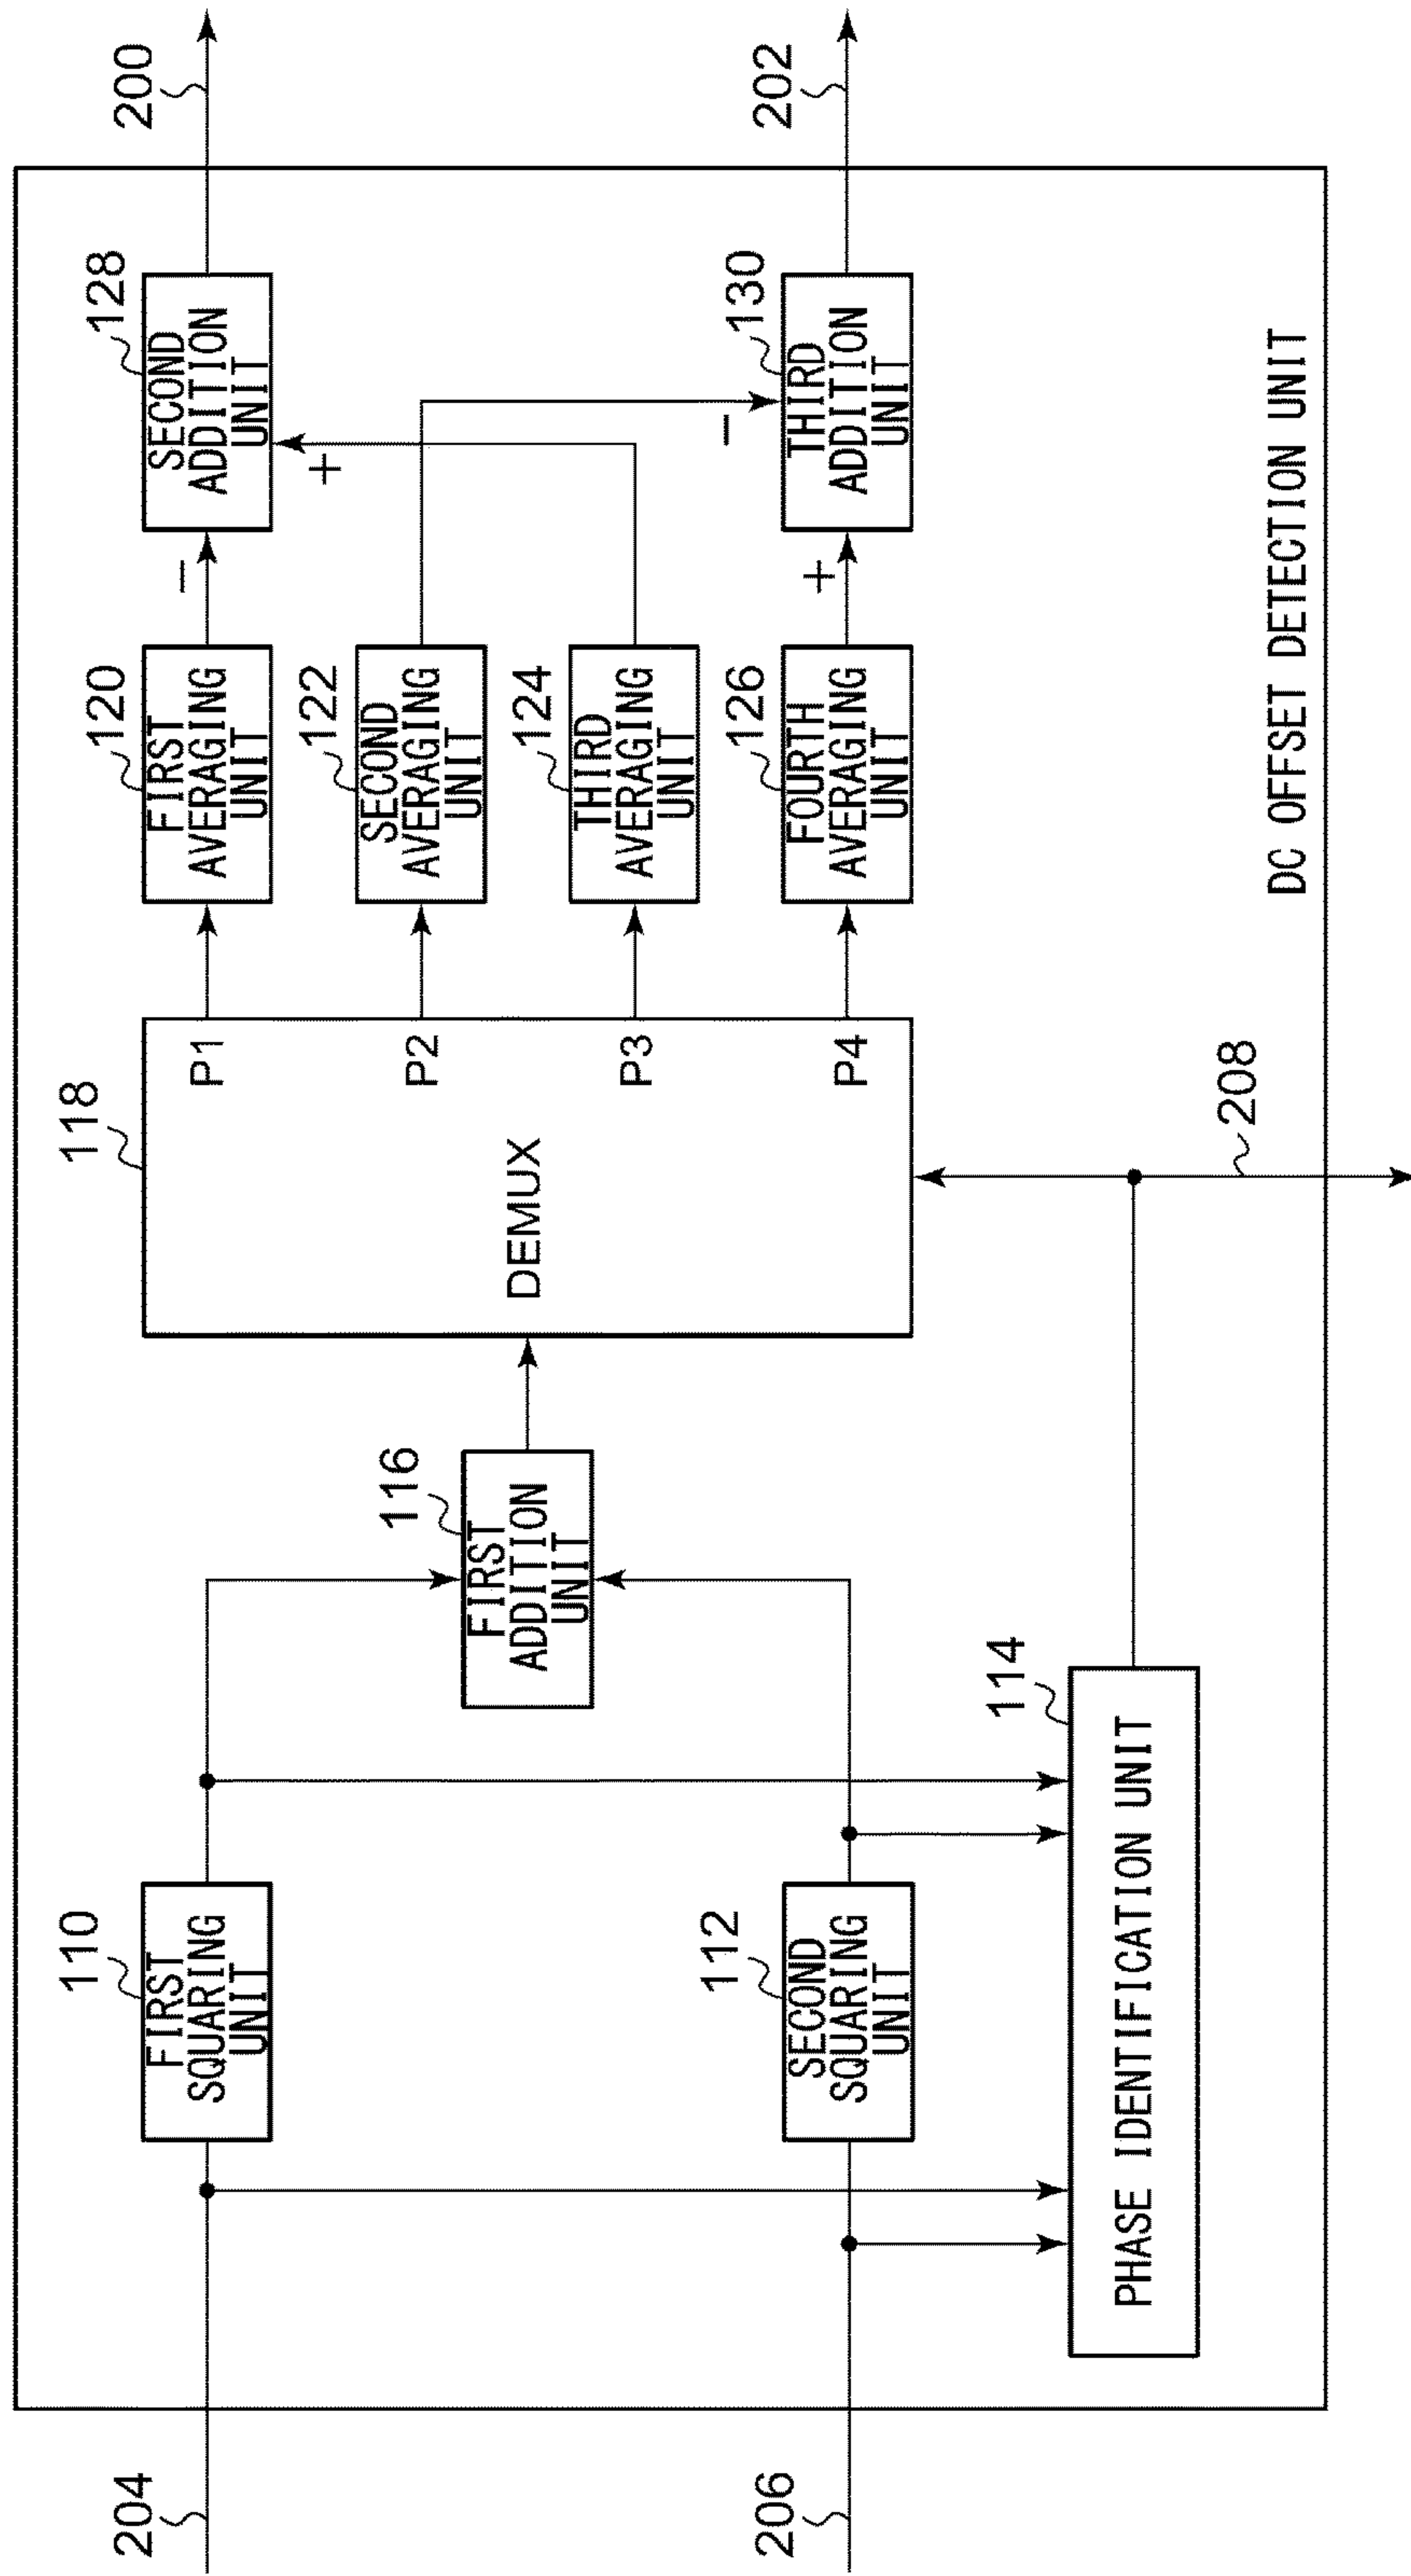 204
206
110
FIRST
SQUARING
UNIT
112
SECOND
SQUARING
UNIT
114
PHASE IDENTIFICATION UNIT
116
FIRST
ADDITION
UNIT
118
DEMUX
P1
P2
P3
P4
208
120
FIRST
AVERAGING
UNIT
122
SECOND
AVERAGING
UNIT
124
THIRD
AVERAGING
UNIT
126
FOURTH
AVERAGING
UNIT
−
+
−
+
128
SECOND
ADDITION
UNIT
130
THIRD
ADDITION
UNIT
200
202
DC OFFSET DETECTION UNIT